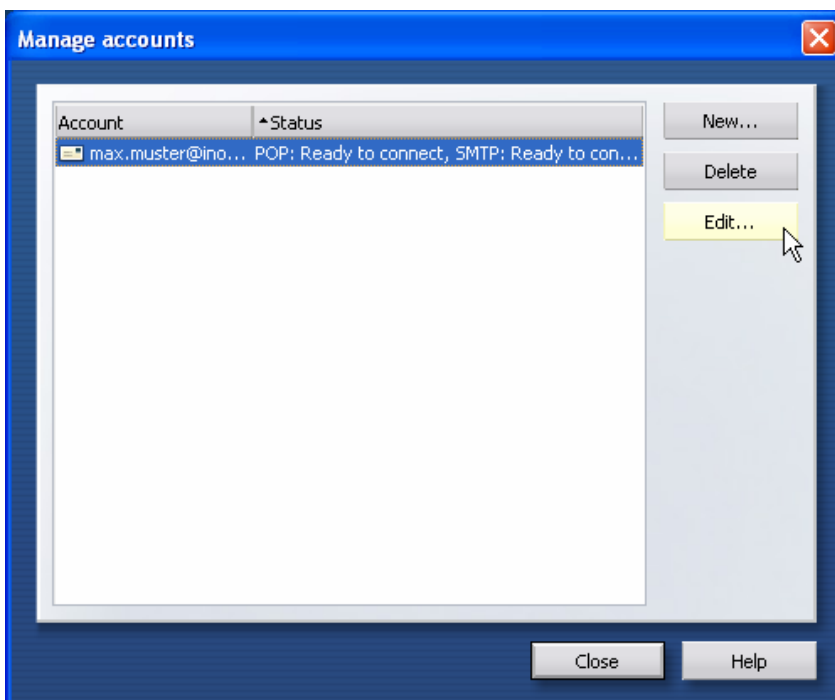 Manage accounts
Account Status
max.muster@ino... POP: Ready to connect, SMTP: Ready to con...
New...
Delete
Edit...
Close Help